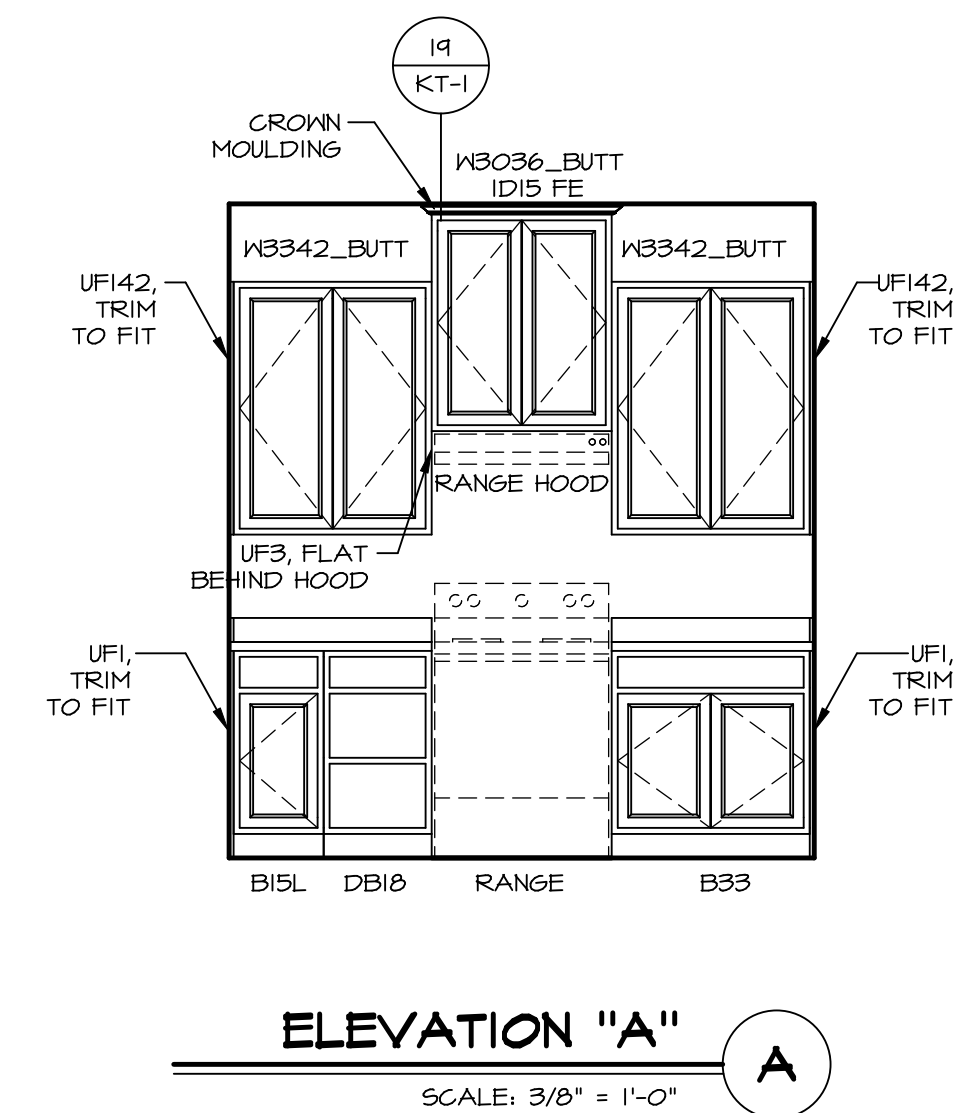 19
KT-1
CROWN
MOULDING
W3036_BUTT
1D15 FE
W3342_BUTT
W3342_BUTT
UF142,
TRIM
TO FIT
UF142,
TRIM
TO FIT
RANGE HOOD
UF3, FLAT
BEHIND HOOD
UF1,
TRIM
TO FIT
UF1,
TRIM
TO FIT
B15L
DB18
RANGE
B33
ELEVATION "A"
A
SCALE: 3/8" = 1'-0"